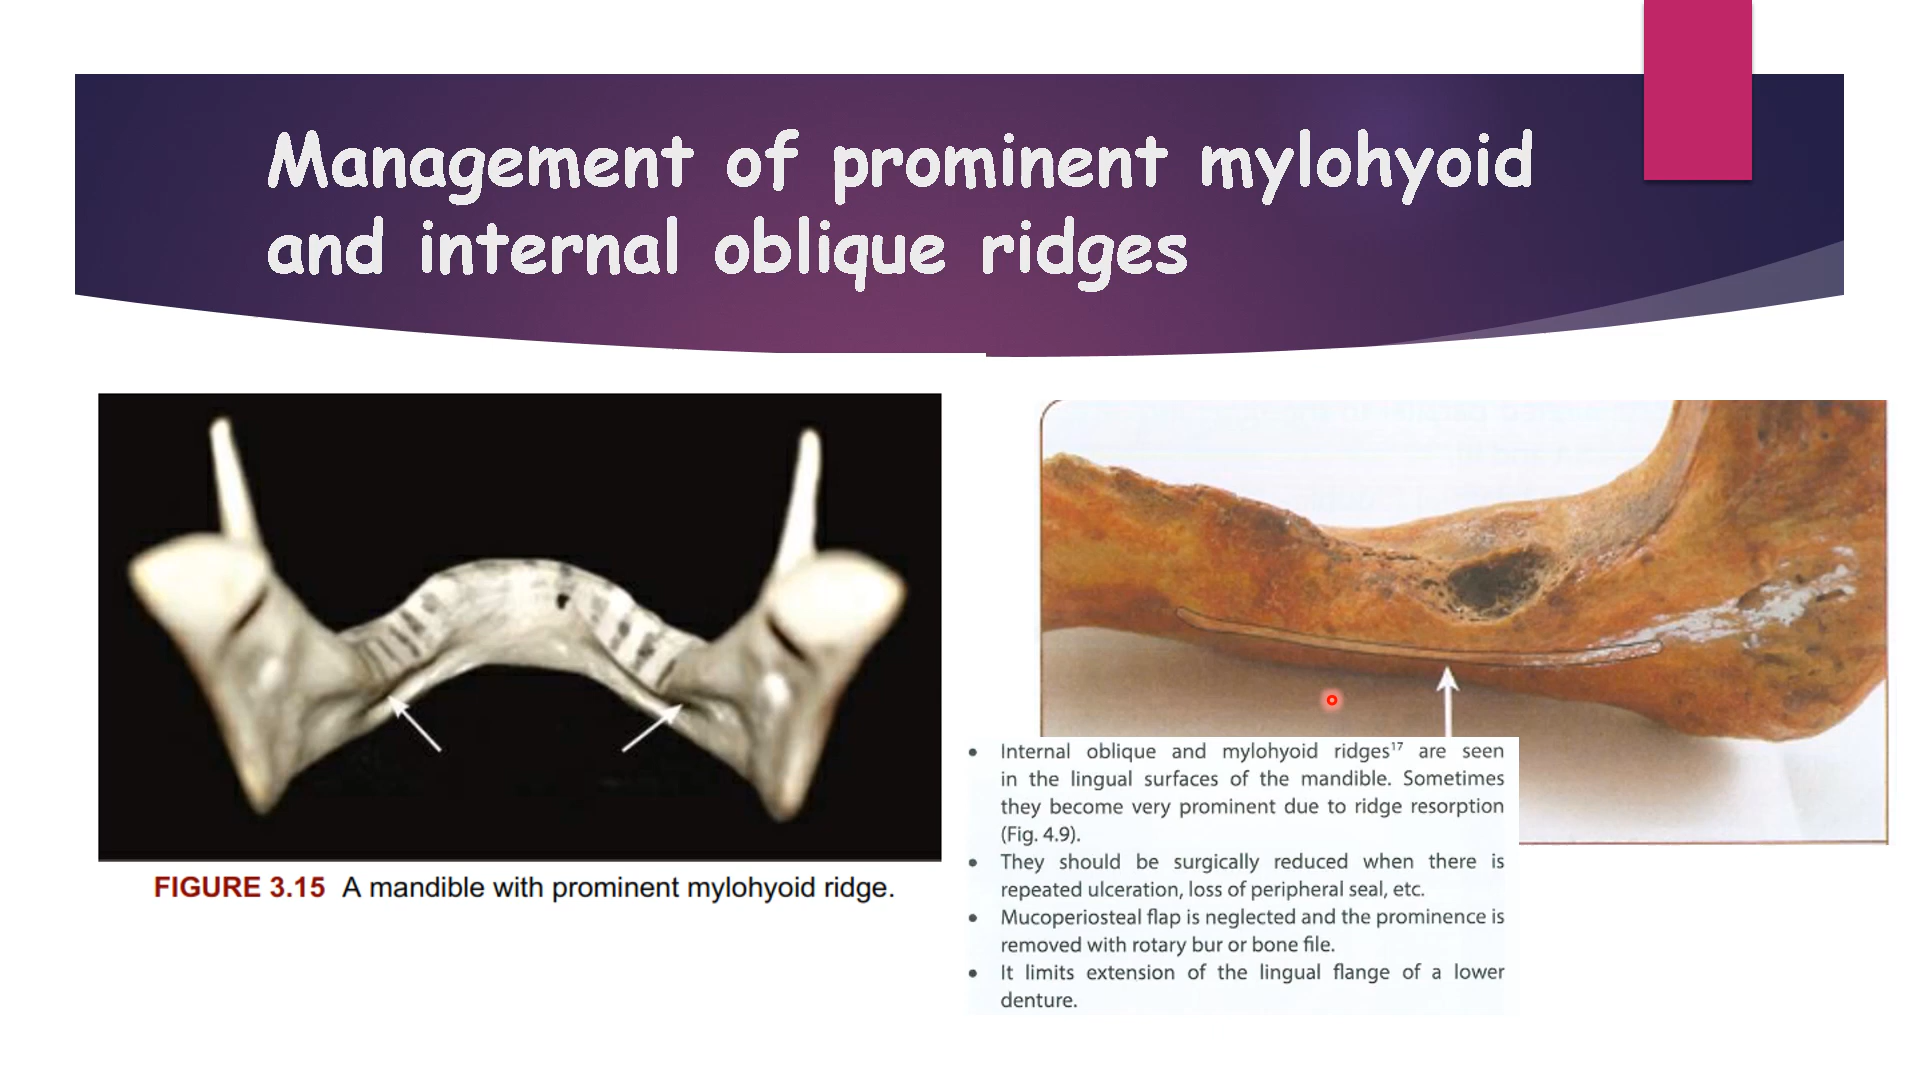 Management of prominent mylohyoid
and internal oblique ridges
FIGURE 3.15 A mandible with prominent mylohyoid ridge.
• Internal oblique and mylohyoid ridges¹⁷ are seen
in the lingual surfaces of the mandible. Sometimes
they become very prominent due to ridge resorption
(Fig. 4.9).
• They should be surgically reduced when there is
repeated ulceration, loss of peripheral seal, etc.
• Mucoperiosteal flap is neglected and the prominence is
removed with rotary bur or bone file.
• It limits extension of the lingual flange of a lower
denture.